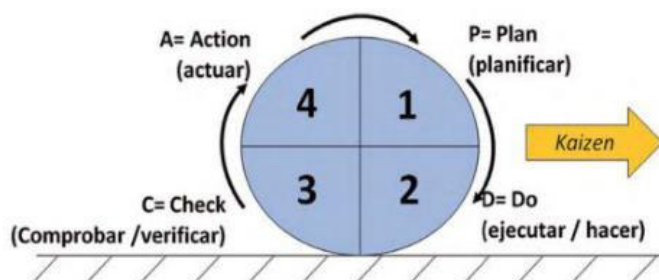 A= Action
(actuar)
P= Plan
(planificar)
4
1
Kaizen
3
2
C= Check
(Comprobar /verificar)
D= Do
(ejecutar / hacer)